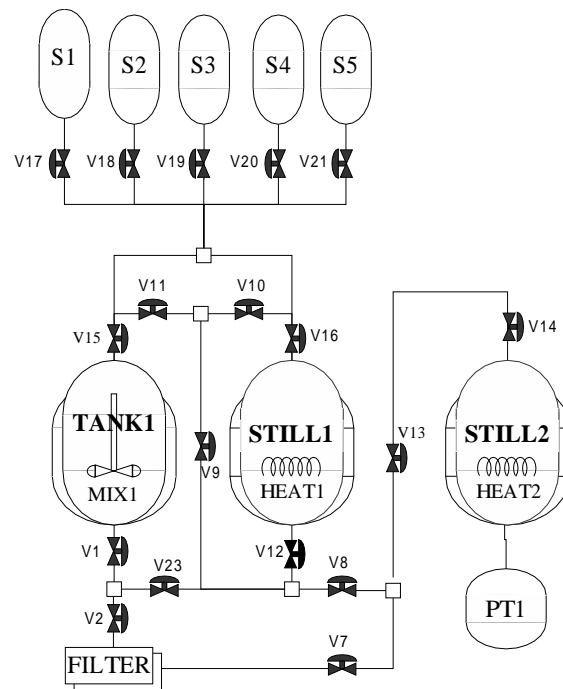 S1
S2
S3
S4
S5
V17
V18
V19
V20
V21
V11
V10
V15
V16
V14
TANK1
STILL1
STILL2
V13
V9
MIX1
HEAT1
HEAT2
V1
V12
V23
V8
V2
PT1
V7
FILTER